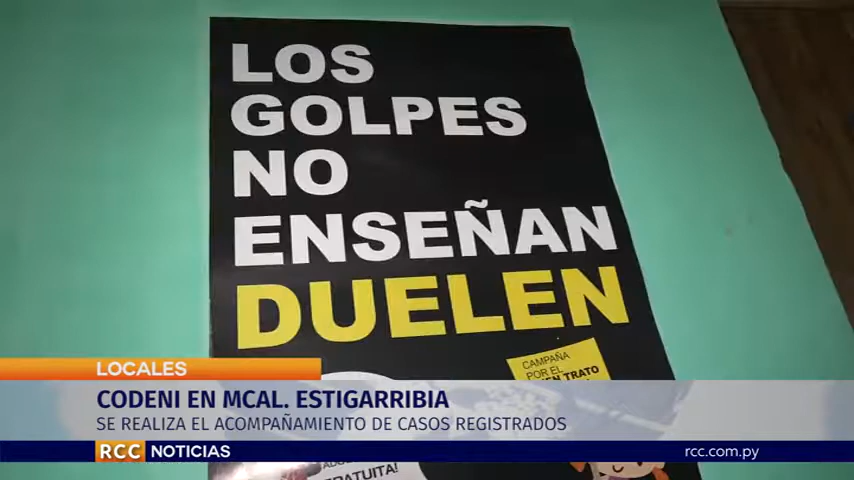 LOS
GOLPES
NO
ENSEÑAN
DUELEN
CAMPAÑA
POR EL
TRATO
LOCALES
CODENI EN MCAL. ESTIGARRIBIA
SE REALIZA EL ACOMPAÑAMIENTO DE CASOS REGISTRADOS
RCC NOTICIAS
rcc.com.py